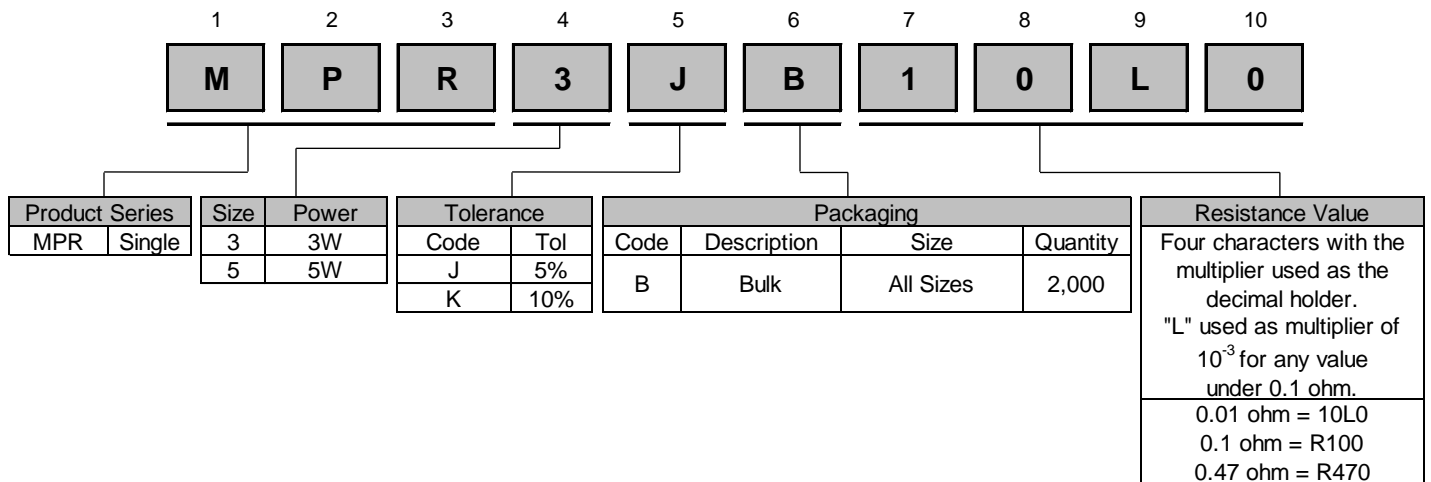 1 2 3 4 5 6 7 8 9 10
M P R 3 J B 1 0 L 0
Product Series
MPR Single
Size Power
3 3W
5 5W
Tolerance
Code Tol
J 5%
K 10%
Packaging
Code Description Size Quantity
B Bulk All Sizes 2,000
Resistance Value
Four characters with the
multiplier used as the
decimal holder.
"L" used as multiplier of
10⁻³ for any value
under 0.1 ohm.
0.01 ohm = 10L0
0.1 ohm = R100
0.47 ohm = R470